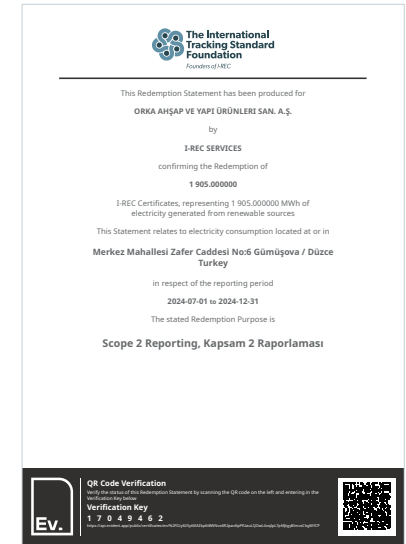 The International
Tracking Standard
Foundation
Founders of I-REC
This Redemption Statement has been produced for
ORKA AHŞAP VE YAPI ÜRÜNLERİ SAN. A.Ş.
by
I-REC SERVICES
confirming the Redemption of
1 905.000000
I-REC Certificates, representing 1 905.000000 MWh of
electricity generated from renewable sources
This Statement relates to electricity consumption located at or in
Merkez Mahallesi Zafer Caddesi No:6 Gümüşova / Düzce
Turkey
in respect of the reporting period
2024-07-01 to 2024-12-31
The stated Redemption Purpose is
Scope 2 Reporting, Kapsam 2 Raporlaması
Ev.
QR Code Verification
Verify the status of this Redemption Statement by scanning the QR code on the left and entering in the
Verification Key below
Verification Key
1 7 0 4 9 4 6 2